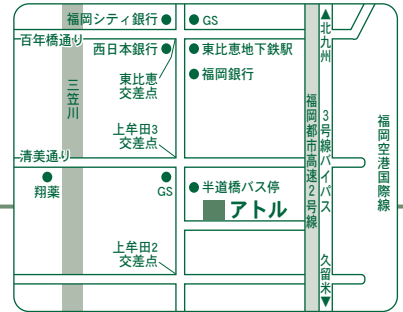 福岡シティ銀行
GS
▲北九州
百年橋通り
西日本銀行
東比恵地下鉄駅
東比恵
交差点
福岡銀行
三笠川
福岡都市高速2号線
3号線バイパス
福岡空港国際線
上牟田3
交差点
清美通り
翔薬
GS
半道橋バス停
アトル
上牟田2
交差点
久留米▼